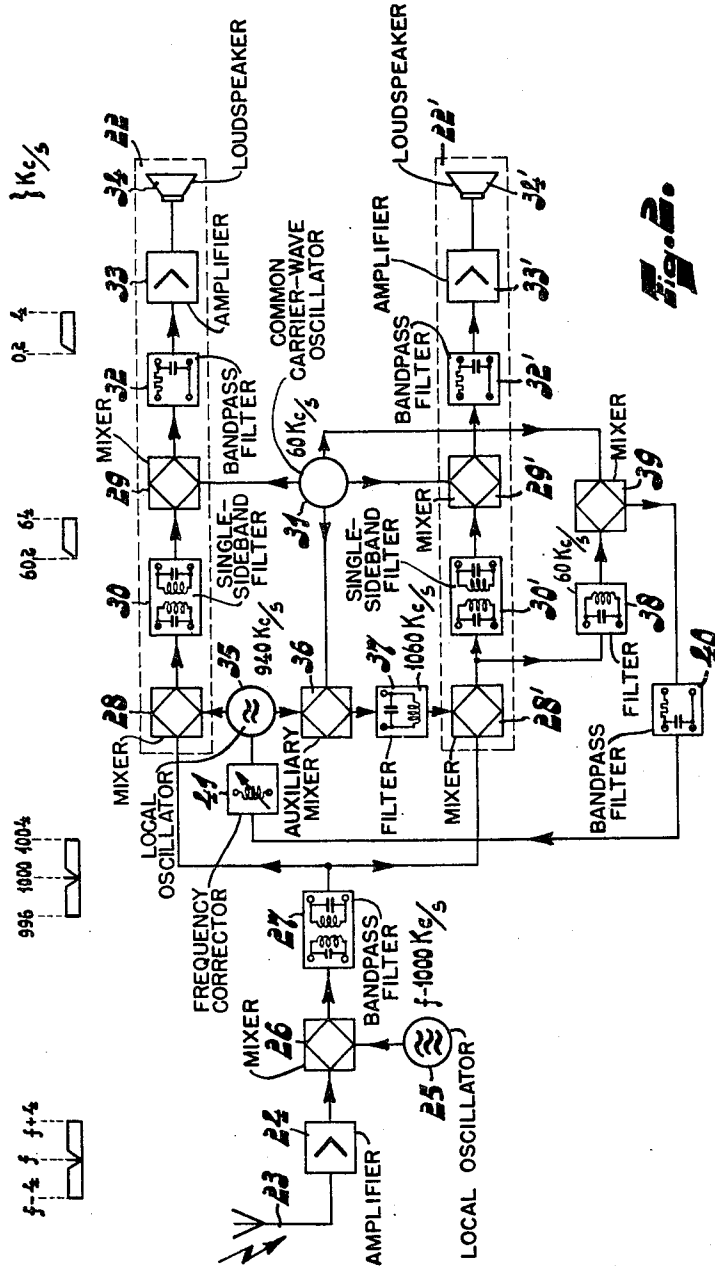 f-4 f f+4
996 1000 1004
60,2 64
0,2 4
} Kc/s
23
24
AMPLIFIER
MIXER
26
f-1000 Kc/s
25
LOCAL OSCILLATOR
27
BANDPASS
FILTER
FREQUENCY
CORRECTOR
41
LOCAL
OSCILLATOR
35
940 Kc/s
MIXER
28
30
SINGLE-
SIDEBAND
FILTER
MIXER
29
32
BANDPASS
FILTER
33
AMPLIFIER
34
22
LOUDSPEAKER
COMMON
CARRIER-WAVE
OSCILLATOR
60 Kc/s
31
AUXILIARY
MIXER
36
FILTER
37
1060 Kc/s
MIXER
28'
SINGLE-
SIDEBAND
FILTER
30'
MIXER
29'
BANDPASS
FILTER
32'
AMPLIFIER
33'
LOUDSPEAKER
34'
22'
60 Kc/s
FILTER
38
MIXER
39
BANDPASS
FILTER
40
Fig.2.